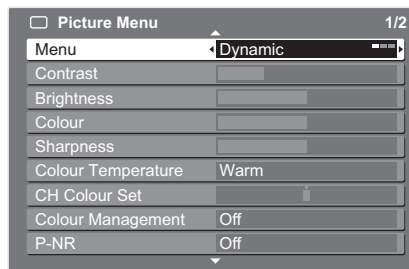 Picture Menu 1/2
Menu Dynamic
Contrast
Brightness
Colour
Sharpness
Colour Temperature Warm
CH Colour Set
Colour Management Off
P-NR Off